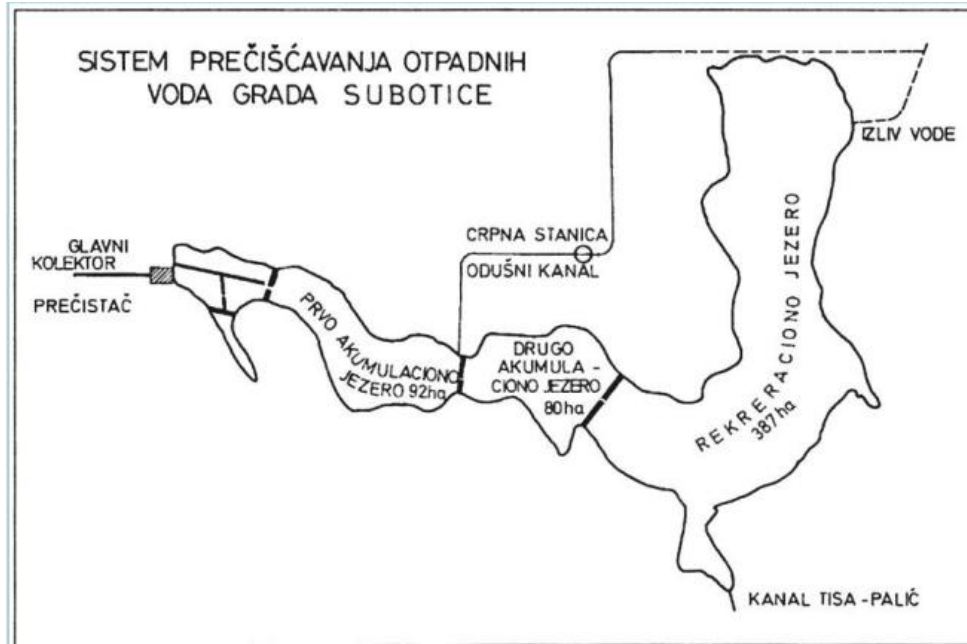 SISTEM PREČIŠĆAVANJA OTPADNIH
VODA GRADA SUBOTICE
IZLIV VODE
GLAVNI
KOLEKTOR
PREČISTAČ
CRPNA STANICA
ODUŠNI KANAL
PRVO AKUMULACIONO
JEZERO 92ha
DRUGO
AKUMULA -
CIONO JEZERO
80ha
REKRERACIONO JEZERO
387ha
KANAL TISA-PALIĆ